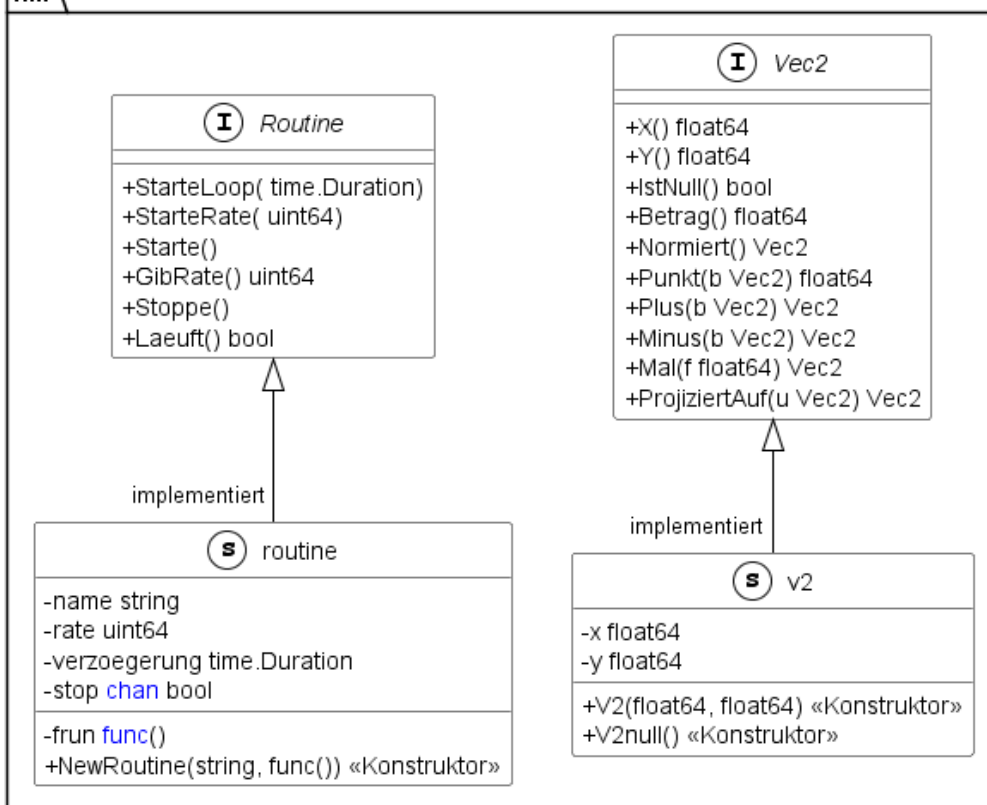 I Routine
+StarteLoop( time.Duration)
+StarteRate( uint64)
+Starte()
+GibRate() uint64
+Stoppe()
+Laeuft() bool
implementiert
S routine
-name string
-rate uint64
-verzoegerung time.Duration
-stop chan bool
-frun func()
+NewRoutine(string, func()) «Konstruktor»
I Vec2
+X() float64
+Y() float64
+IstNull() bool
+Betrag() float64
+Normiert() Vec2
+Punkt(b Vec2) float64
+Plus(b Vec2) Vec2
+Minus(b Vec2) Vec2
+Mal(f float64) Vec2
+ProjiziertAuf(u Vec2) Vec2
implementiert
S v2
-x float64
-y float64
+V2(float64, float64) «Konstruktor»
+V2null() «Konstruktor»